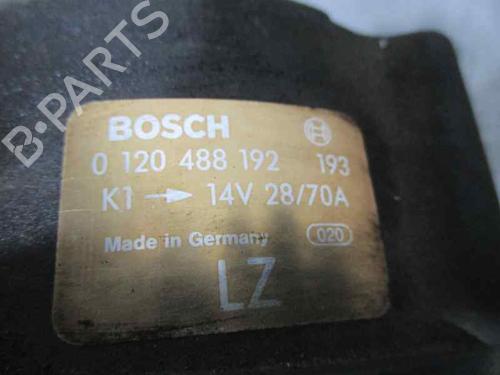 B-PARTS
BOSCH
0 120 488 192 193
K1 → 14V 28/70A
Made in Germany 020
LZ